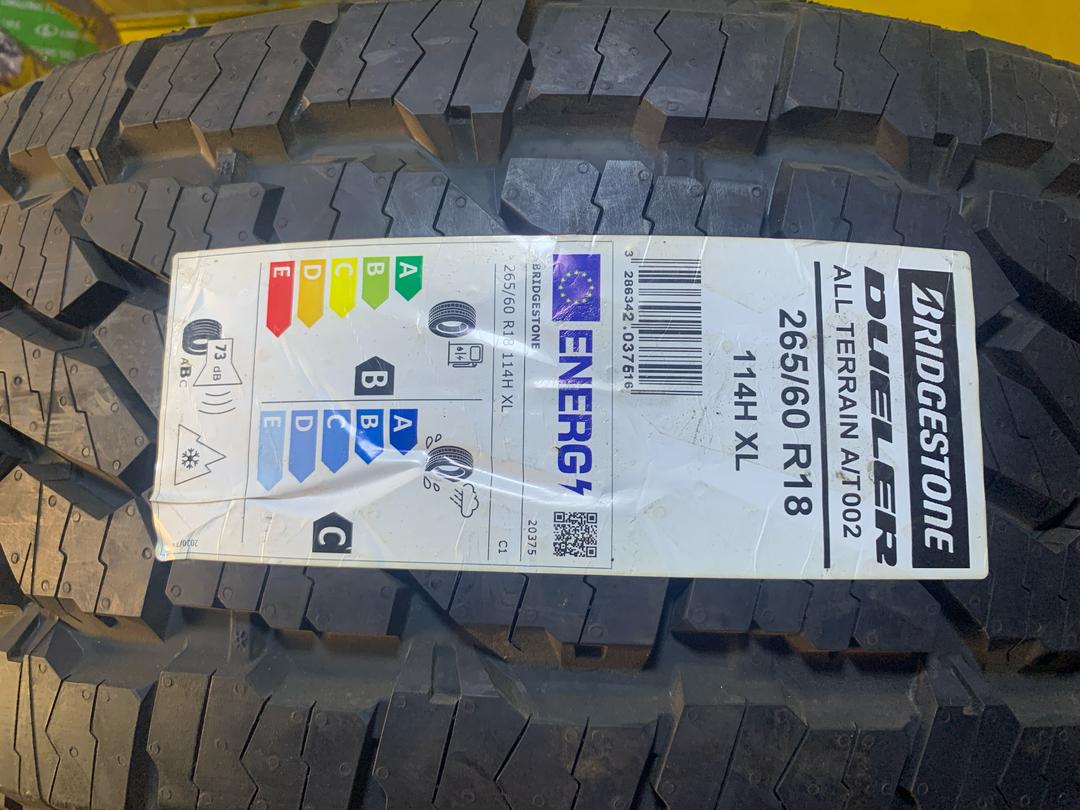 BRIDGESTONE
DUELER
ALL TERRAIN A/T002
265/60 R18
114H XL
3 286342 037516
ENERG
BRIDGESTONE
20375
265/60 R18 114H XL
C1
A
B
C
D
E
B
A
B
C
D
E
C
73 dB
ABC